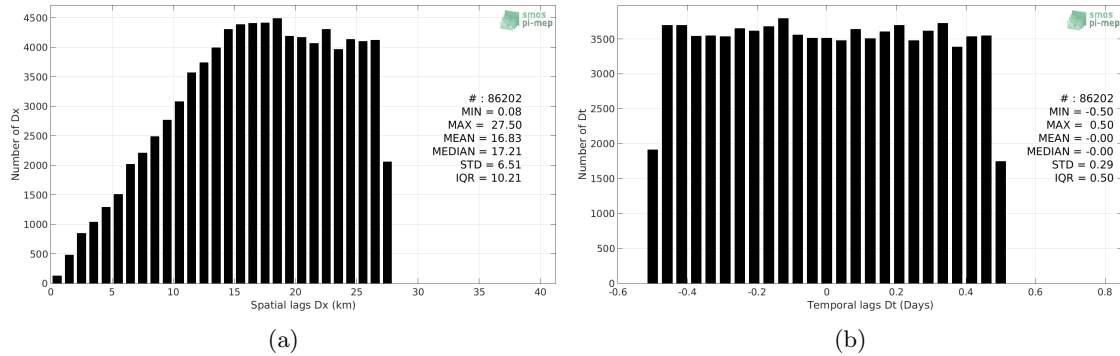 smos
pi-mep
4500
4000
3500
3000
2500
2000
1500
1000
500
0
Number of Dx
# : 86202
MIN = 0.08
MAX = 27.50
MEAN = 16.83
MEDIAN = 17.21
STD = 6.51
IQR = 10.21
0 5 10 15 20 25 30 35 40
Spatial lags Dx (km)
(a)
smos
pi-mep
3500
3000
2500
2000
1500
1000
500
0
Number of Dt
# : 86202
MIN = -0.50
MAX = 0.50
MEAN = -0.00
MEDIAN = -0.00
STD = 0.29
IQR = 0.50
-0.6 -0.4 -0.2 0 0.2 0.4 0.6 0.8
Temporal lags Dt (Days)
(b)